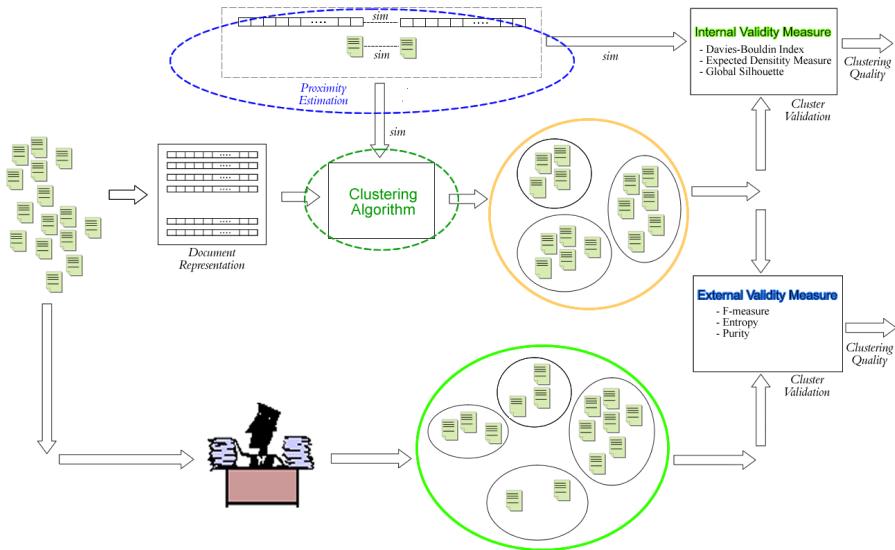 sim
sim
Proximity
Estimation
sim
sim
Internal Validity Measure
- Davies-Bouldin Index
- Expected Densitity Measure
- Global Silhouette
Clustering
Quality
Cluster
Validation
Document
Representation
Clustering
Algorithm
External Validity Measure
- F-measure
- Entropy
- Purity
Clustering
Quality
Cluster
Validation